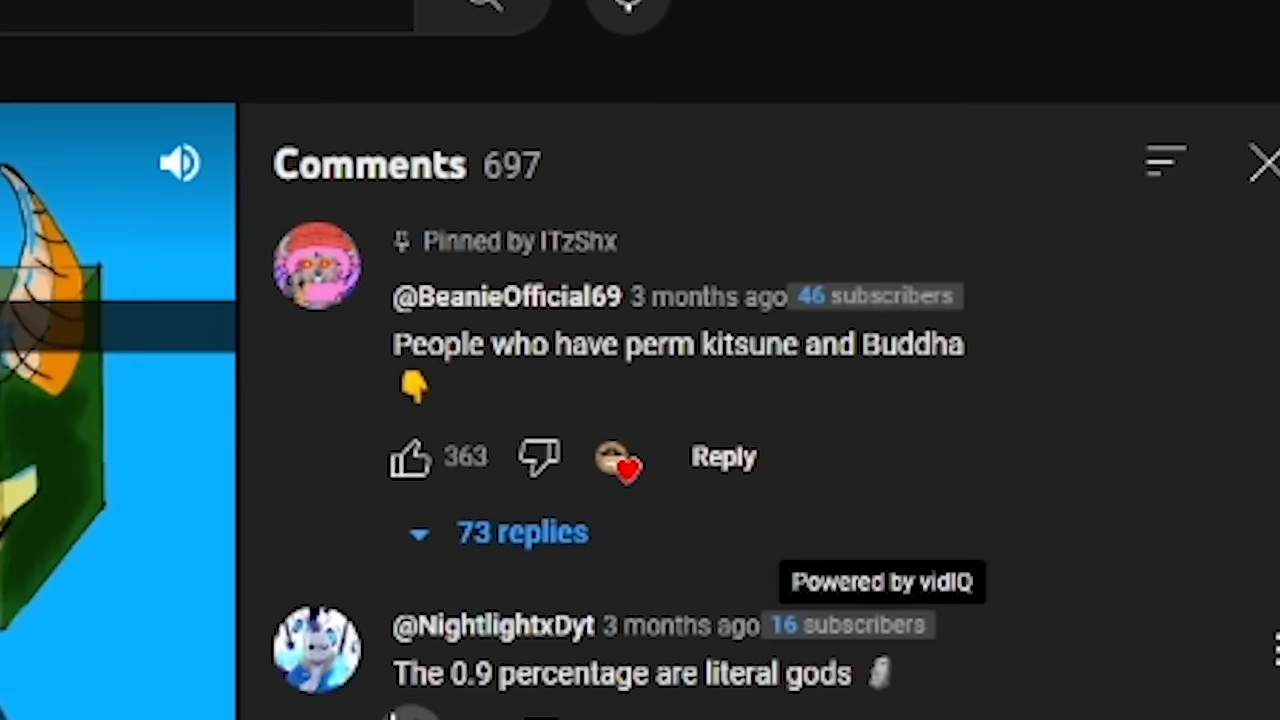 Comments 697
Pinned by ITzShx
@BeanieOfficial69 3 months ago 46 subscribers
People who have perm kitsune and Buddha
👇
363 Reply
73 replies
Powered by vidIQ
@NightlightxDyt 3 months ago 16 subscribers
The 0.9 percentage are literal gods 🗿